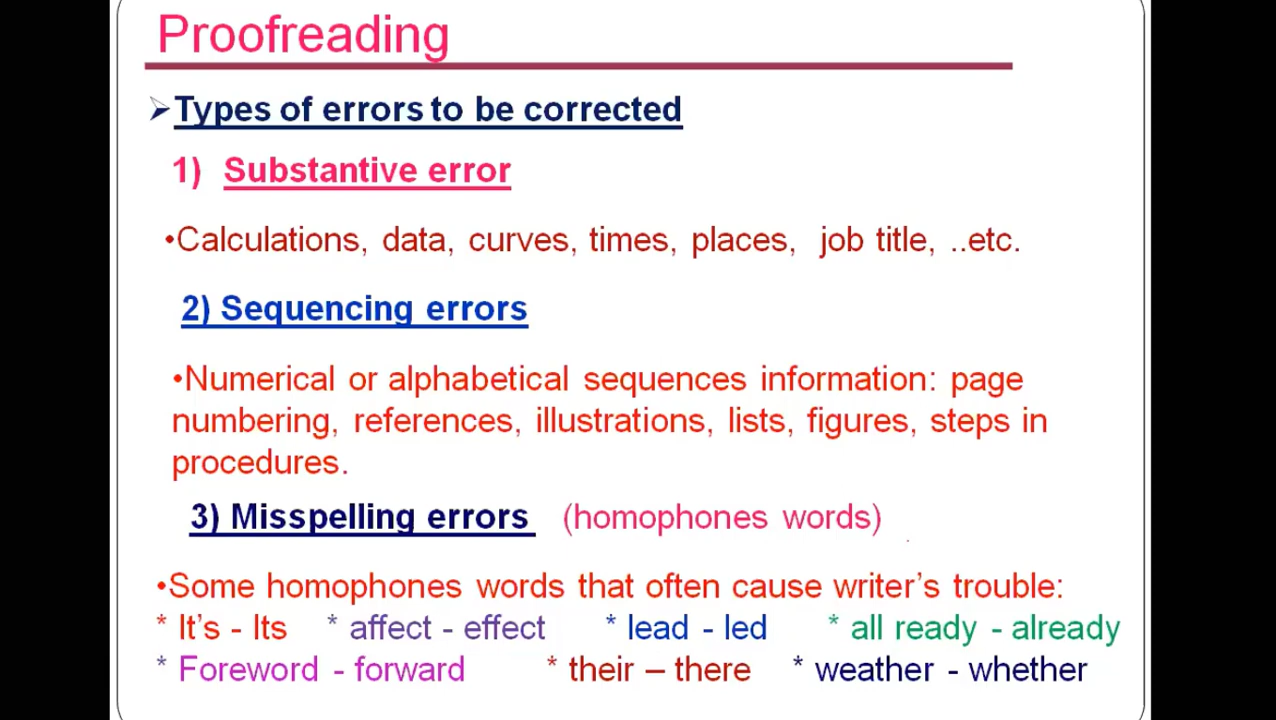 Proofreading
➢Types of errors to be corrected
1) Substantive error
•Calculations, data, curves, times, places, job title, ..etc.
2) Sequencing errors
•Numerical or alphabetical sequences information: page
numbering, references, illustrations, lists, figures, steps in
procedures.
3) Misspelling errors (homophones words)
•Some homophones words that often cause writer’s trouble:
* It’s - Its * affect - effect * lead - led * all ready - already
* Foreword - forward * their – there * weather - whether